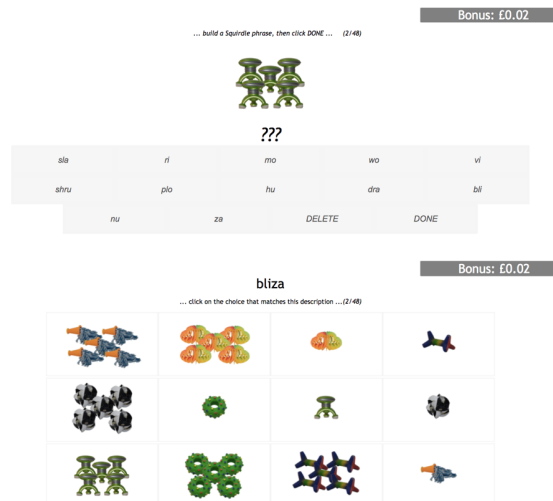 Bonus: £0.02
... build a Squirdle phrase, then click DONE ... (2/48)
???
sla ri mo wo vi
shru plo hu dra bli
nu za DELETE DONE
Bonus: £0.02
bliza
... click on the choice that matches this description ...(2/48)